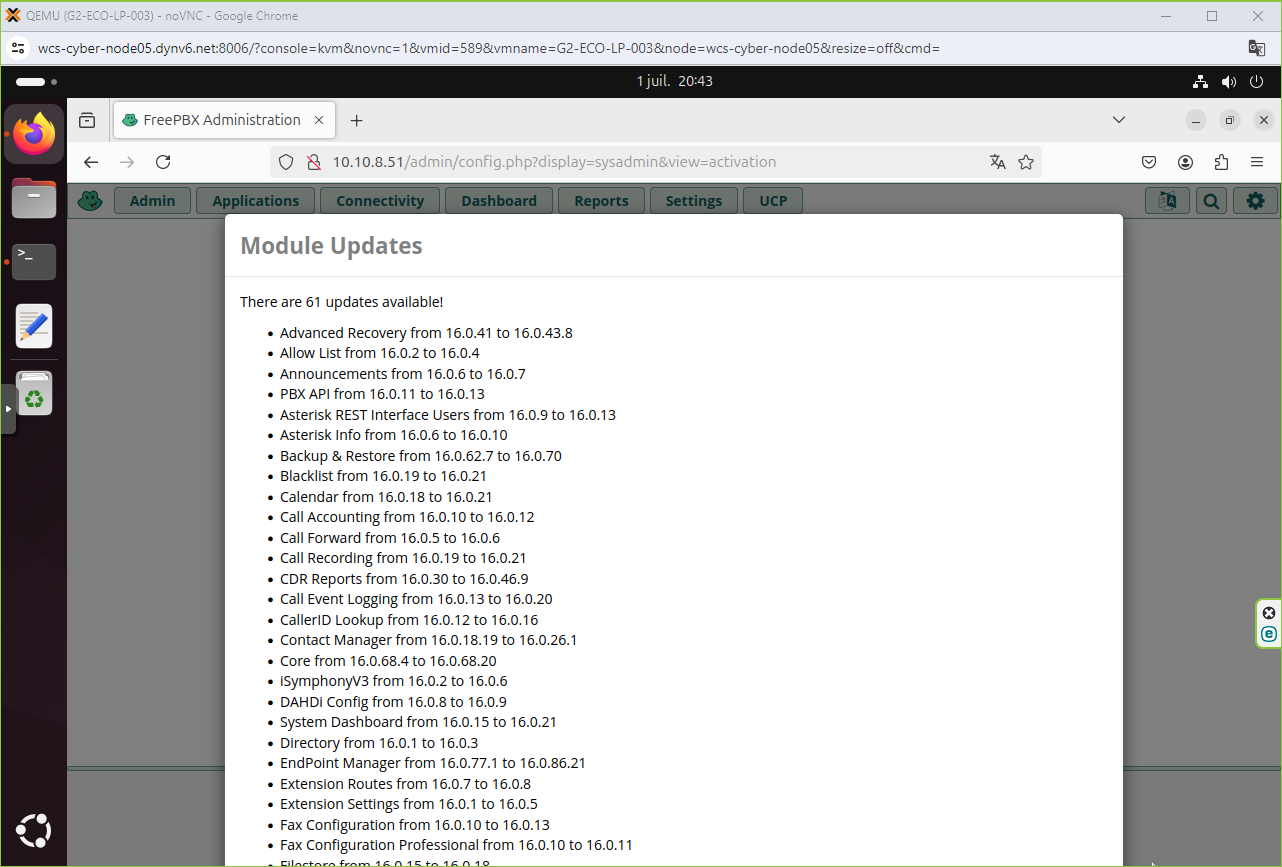 QEMU (G2-ECO-LP-003) - noVNC - Google Chrome
wcs-cyber-node05.dynv6.net:8006/?console=kvm&novnc=1&vmid=589&vmname=G2-ECO-LP-003&node=wcs-cyber-node05&resize=off&cmd=
1 juil. 20:43
FreePBX Administration
10.10.8.51/admin/config.php?display=sysadmin&view=activation
Admin Applications Connectivity Dashboard Reports Settings UCP
Module Updates
There are 61 updates available!
Advanced Recovery from 16.0.41 to 16.0.43.8
Allow List from 16.0.2 to 16.0.4
Announcements from 16.0.6 to 16.0.7
PBX API from 16.0.11 to 16.0.13
Asterisk REST Interface Users from 16.0.9 to 16.0.13
Asterisk Info from 16.0.6 to 16.0.10
Backup & Restore from 16.0.62.7 to 16.0.70
Blacklist from 16.0.19 to 16.0.21
Calendar from 16.0.18 to 16.0.21
Call Accounting from 16.0.10 to 16.0.12
Call Forward from 16.0.5 to 16.0.6
Call Recording from 16.0.19 to 16.0.21
CDR Reports from 16.0.30 to 16.0.46.9
Call Event Logging from 16.0.13 to 16.0.20
CallerID Lookup from 16.0.12 to 16.0.16
Contact Manager from 16.0.18.19 to 16.0.26.1
Core from 16.0.68.4 to 16.0.68.20
iSymphonyV3 from 16.0.2 to 16.0.6
DAHDi Config from 16.0.8 to 16.0.9
System Dashboard from 16.0.15 to 16.0.21
Directory from 16.0.1 to 16.0.3
EndPoint Manager from 16.0.77.1 to 16.0.86.21
Extension Routes from 16.0.7 to 16.0.8
Extension Settings from 16.0.1 to 16.0.5
Fax Configuration from 16.0.10 to 16.0.13
Fax Configuration Professional from 16.0.10 to 16.0.11
Filestore from 16.0.15 to 16.0.18